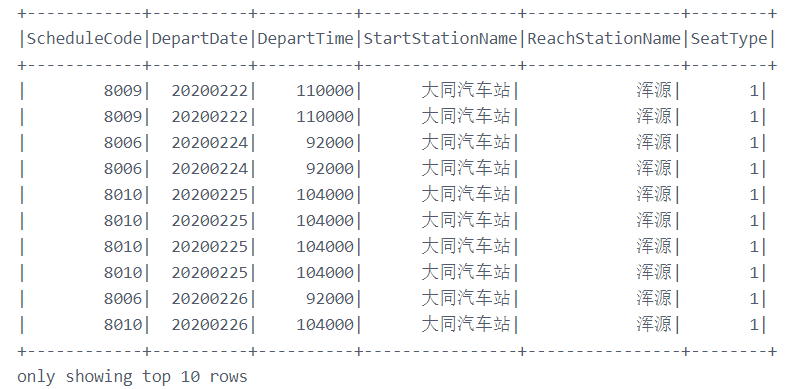 +------------+----------+----------+----------------+----------------+--------+
|ScheduleCode|DepartDate|DepartTime|StartStationName|ReachStationName|SeatType|
+------------+----------+----------+----------------+----------------+--------+
| 8009| 20200222| 110000| 大同汽车站| 浑源| 1|
| 8009| 20200222| 110000| 大同汽车站| 浑源| 1|
| 8006| 20200224| 92000| 大同汽车站| 浑源| 1|
| 8006| 20200224| 92000| 大同汽车站| 浑源| 1|
| 8010| 20200225| 104000| 大同汽车站| 浑源| 1|
| 8010| 20200225| 104000| 大同汽车站| 浑源| 1|
| 8010| 20200225| 104000| 大同汽车站| 浑源| 1|
| 8010| 20200225| 104000| 大同汽车站| 浑源| 1|
| 8006| 20200226| 92000| 大同汽车站| 浑源| 1|
| 8010| 20200226| 104000| 大同汽车站| 浑源| 1|
+------------+----------+----------+----------------+----------------+--------+
only showing top 10 rows